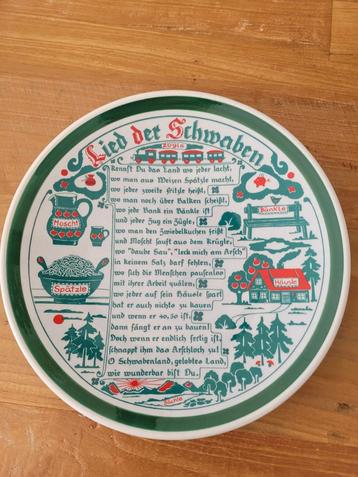 Lied der Schwaben
Zügle
Kennst Du das Land wo jeder lacht,
wo man aus Weizen Spätzle macht,
wo jeder zweite Fritzle heißt,
wo man noch über Balken scheißt,
wo jede Bank ein Bänkle ist
und jeder Zug ein Zügle,
wo man den Zwiebelkuchen frißt
und Moscht sauft aus dem Krügle,
wo "daube Sau", "leck mich am Arsch"
in keinem Satz darf fehlen,
wo sich die Menschen pausenlos
mit ihrer Arbeit quälen,
wo jeder auf sein Häusle spart
hat er auch nichts zu kauen
und wenn er 40,50 ist,
dann fängt er an zu bauen!
Doch wenn er endlich fertig ist,
schnappt ihm das Arschloch zu!
O Schwabenland, gelobtes Land,
wie wunderbar bist Du.
Moscht
Spätzle
Bänkle
Häusle